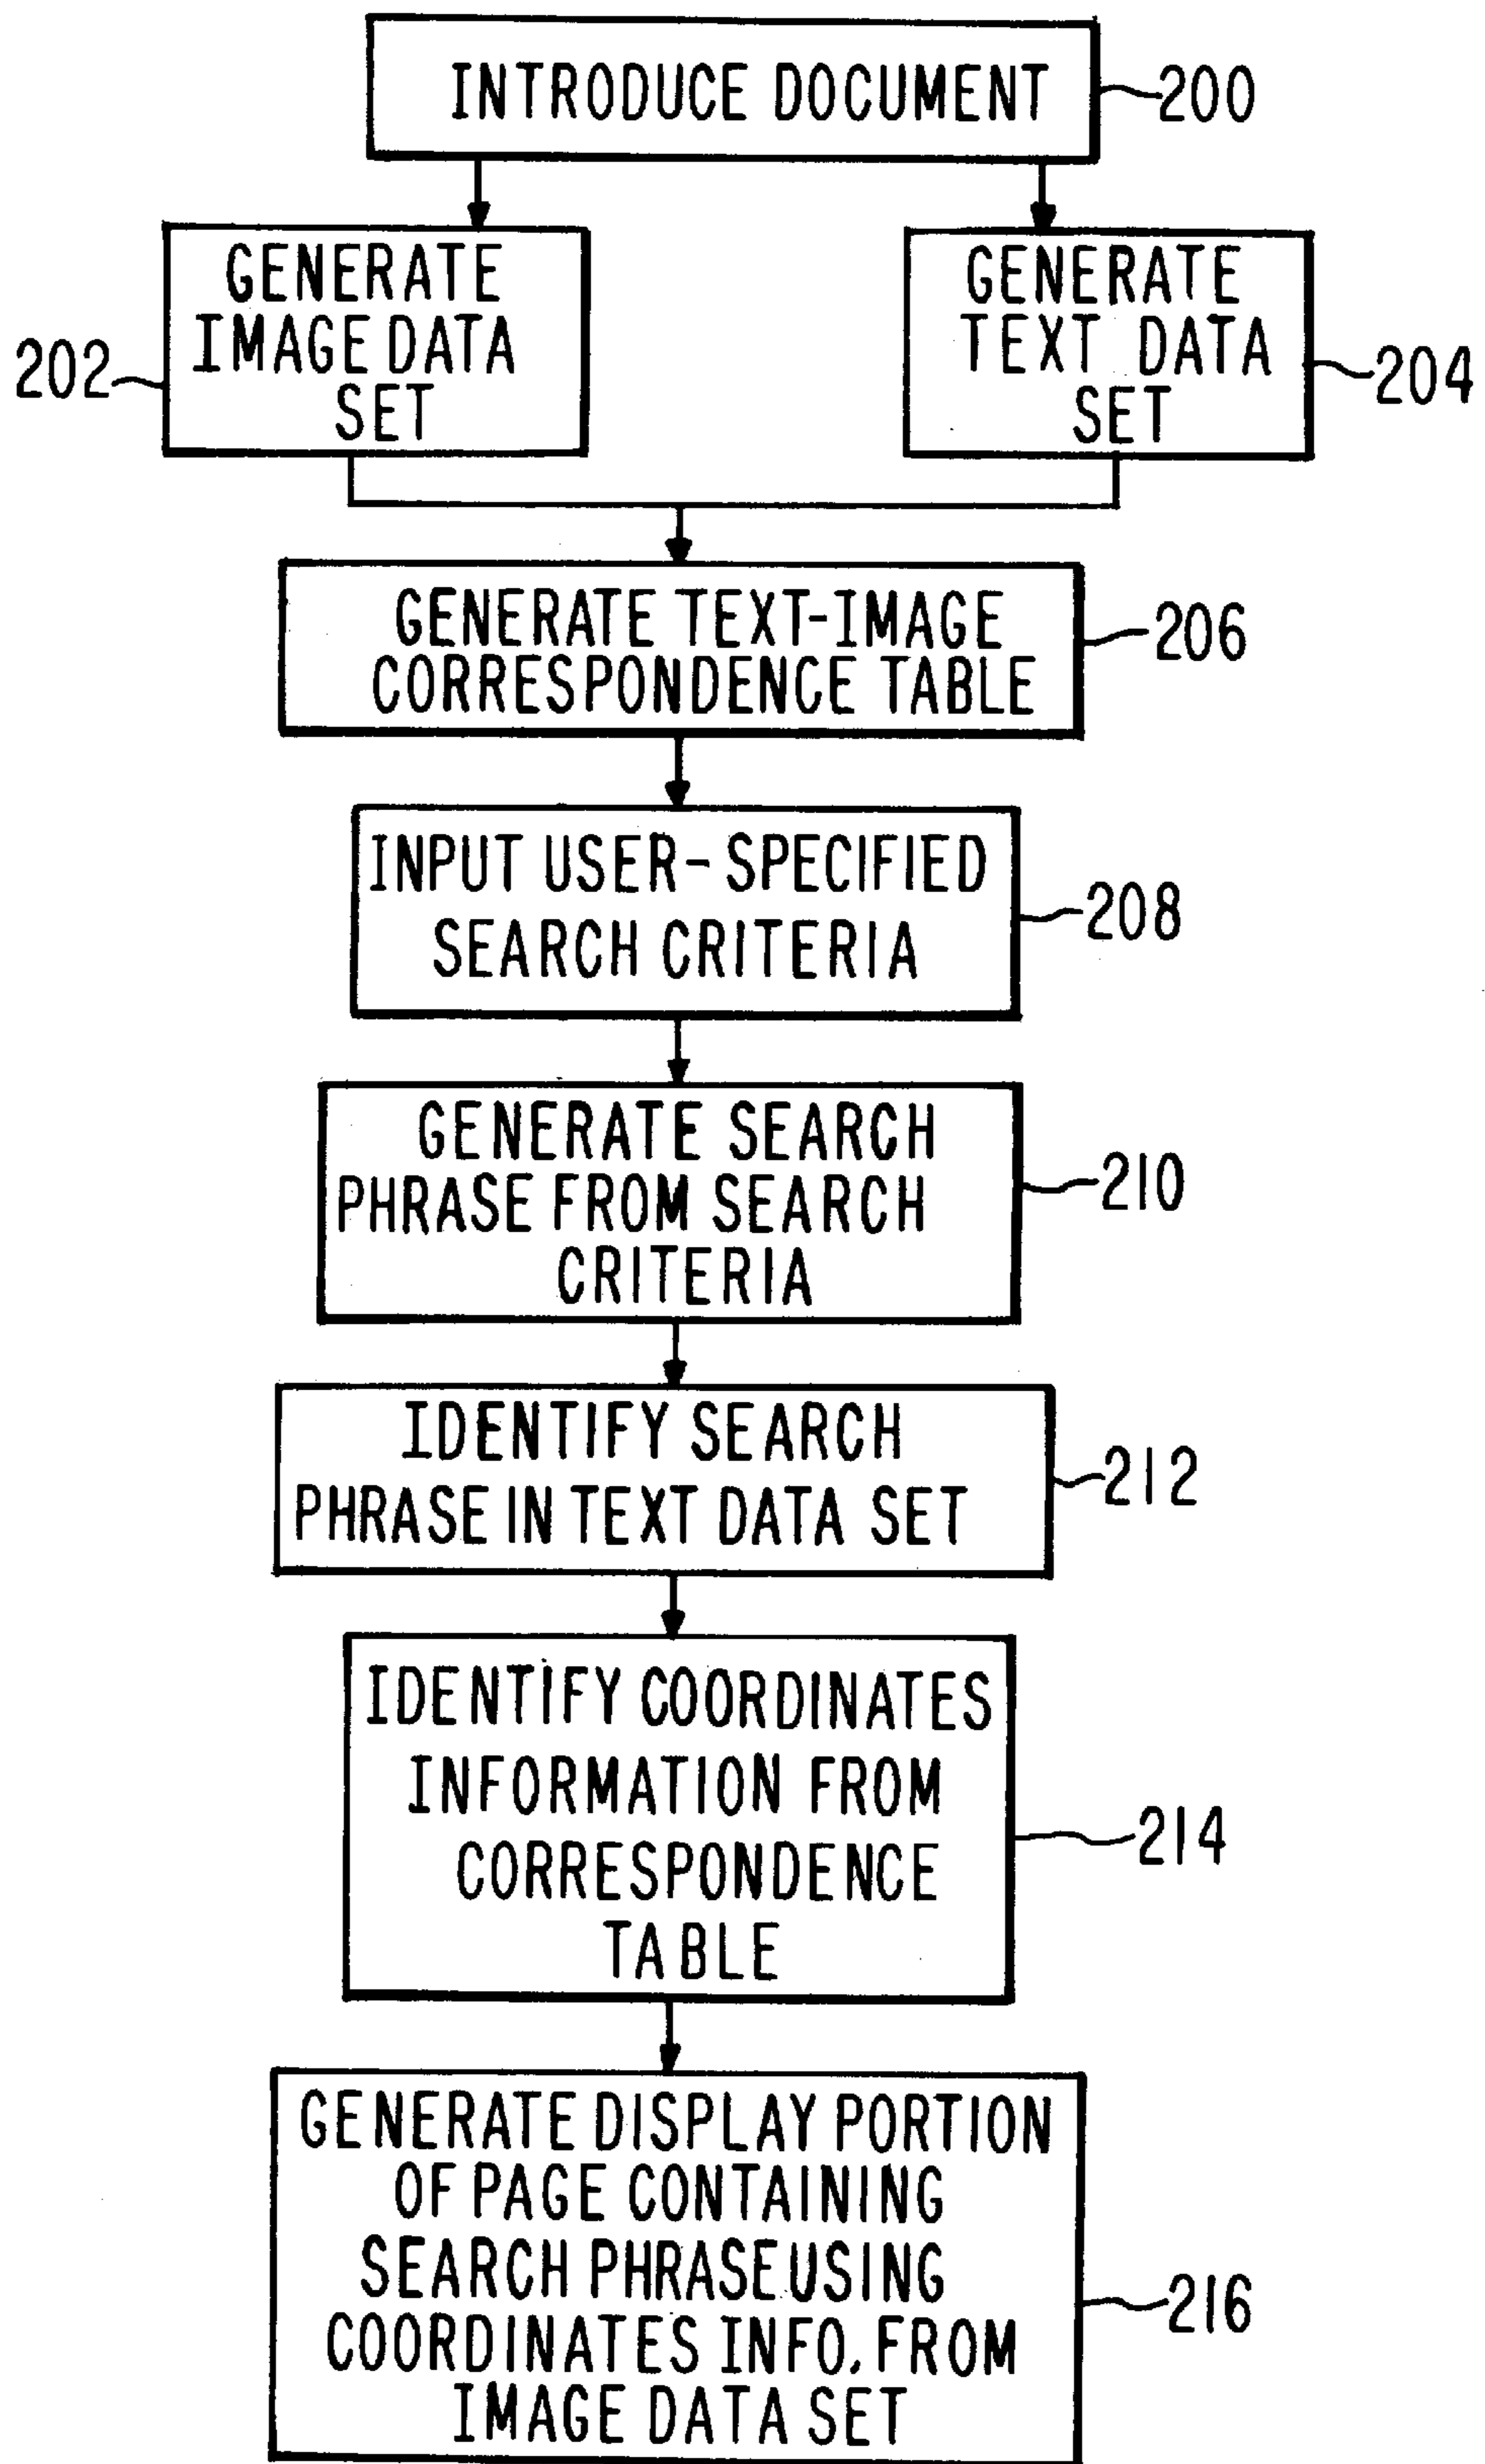 INTRODUCE DOCUMENT
200
GENERATE
IMAGE DATA
SET
202
GENERATE
TEXT DATA
SET
204
GENERATE TEXT-IMAGE
CORRESPONDENCE TABLE
206
INPUT USER-SPECIFIED
SEARCH CRITERIA
208
GENERATE SEARCH
PHRASE FROM SEARCH
CRITERIA
210
IDENTIFY SEARCH
PHRASE IN TEXT DATA SET
212
IDENTIFY COORDINATES
INFORMATION FROM
CORRESPONDENCE
TABLE
214
GENERATE DISPLAY PORTION
OF PAGE CONTAINING
SEARCH PHRASE USING
COORDINATES INFO. FROM
IMAGE DATA SET
216